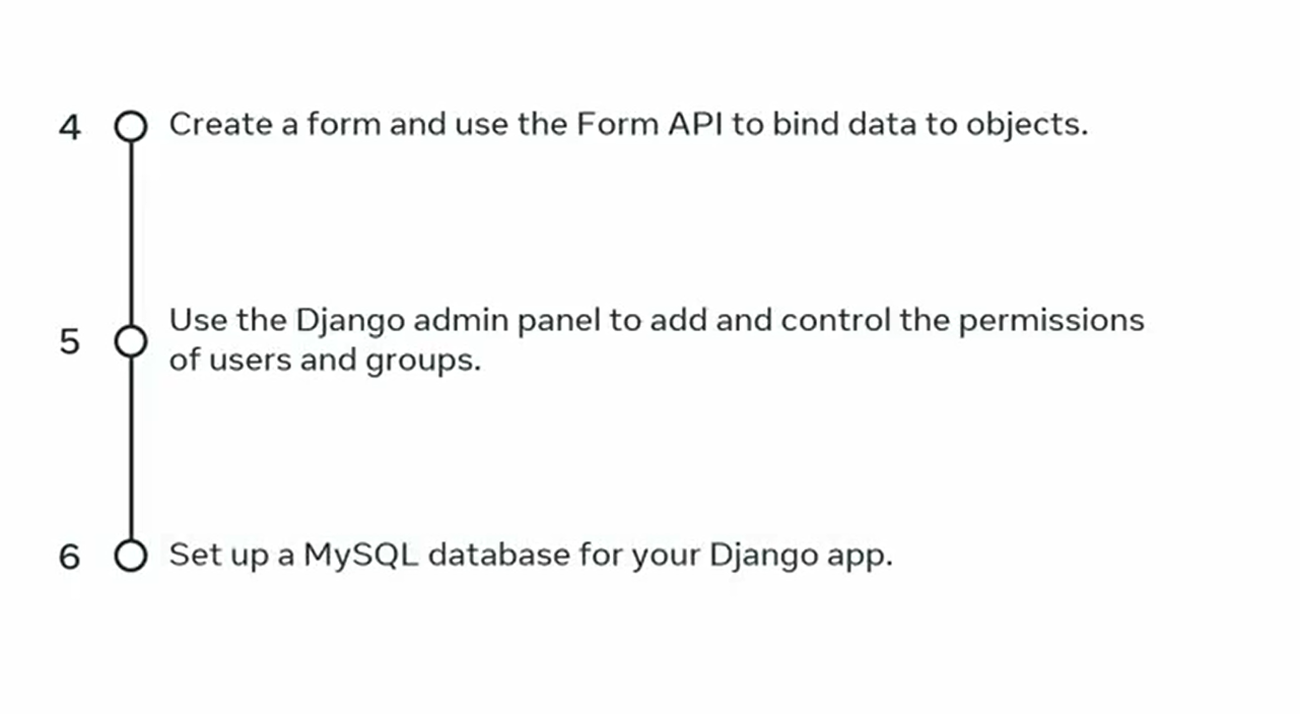 4 Create a form and use the Form API to bind data to objects.
5 Use the Django admin panel to add and control the permissions
of users and groups.
6 Set up a MySQL database for your Django app.